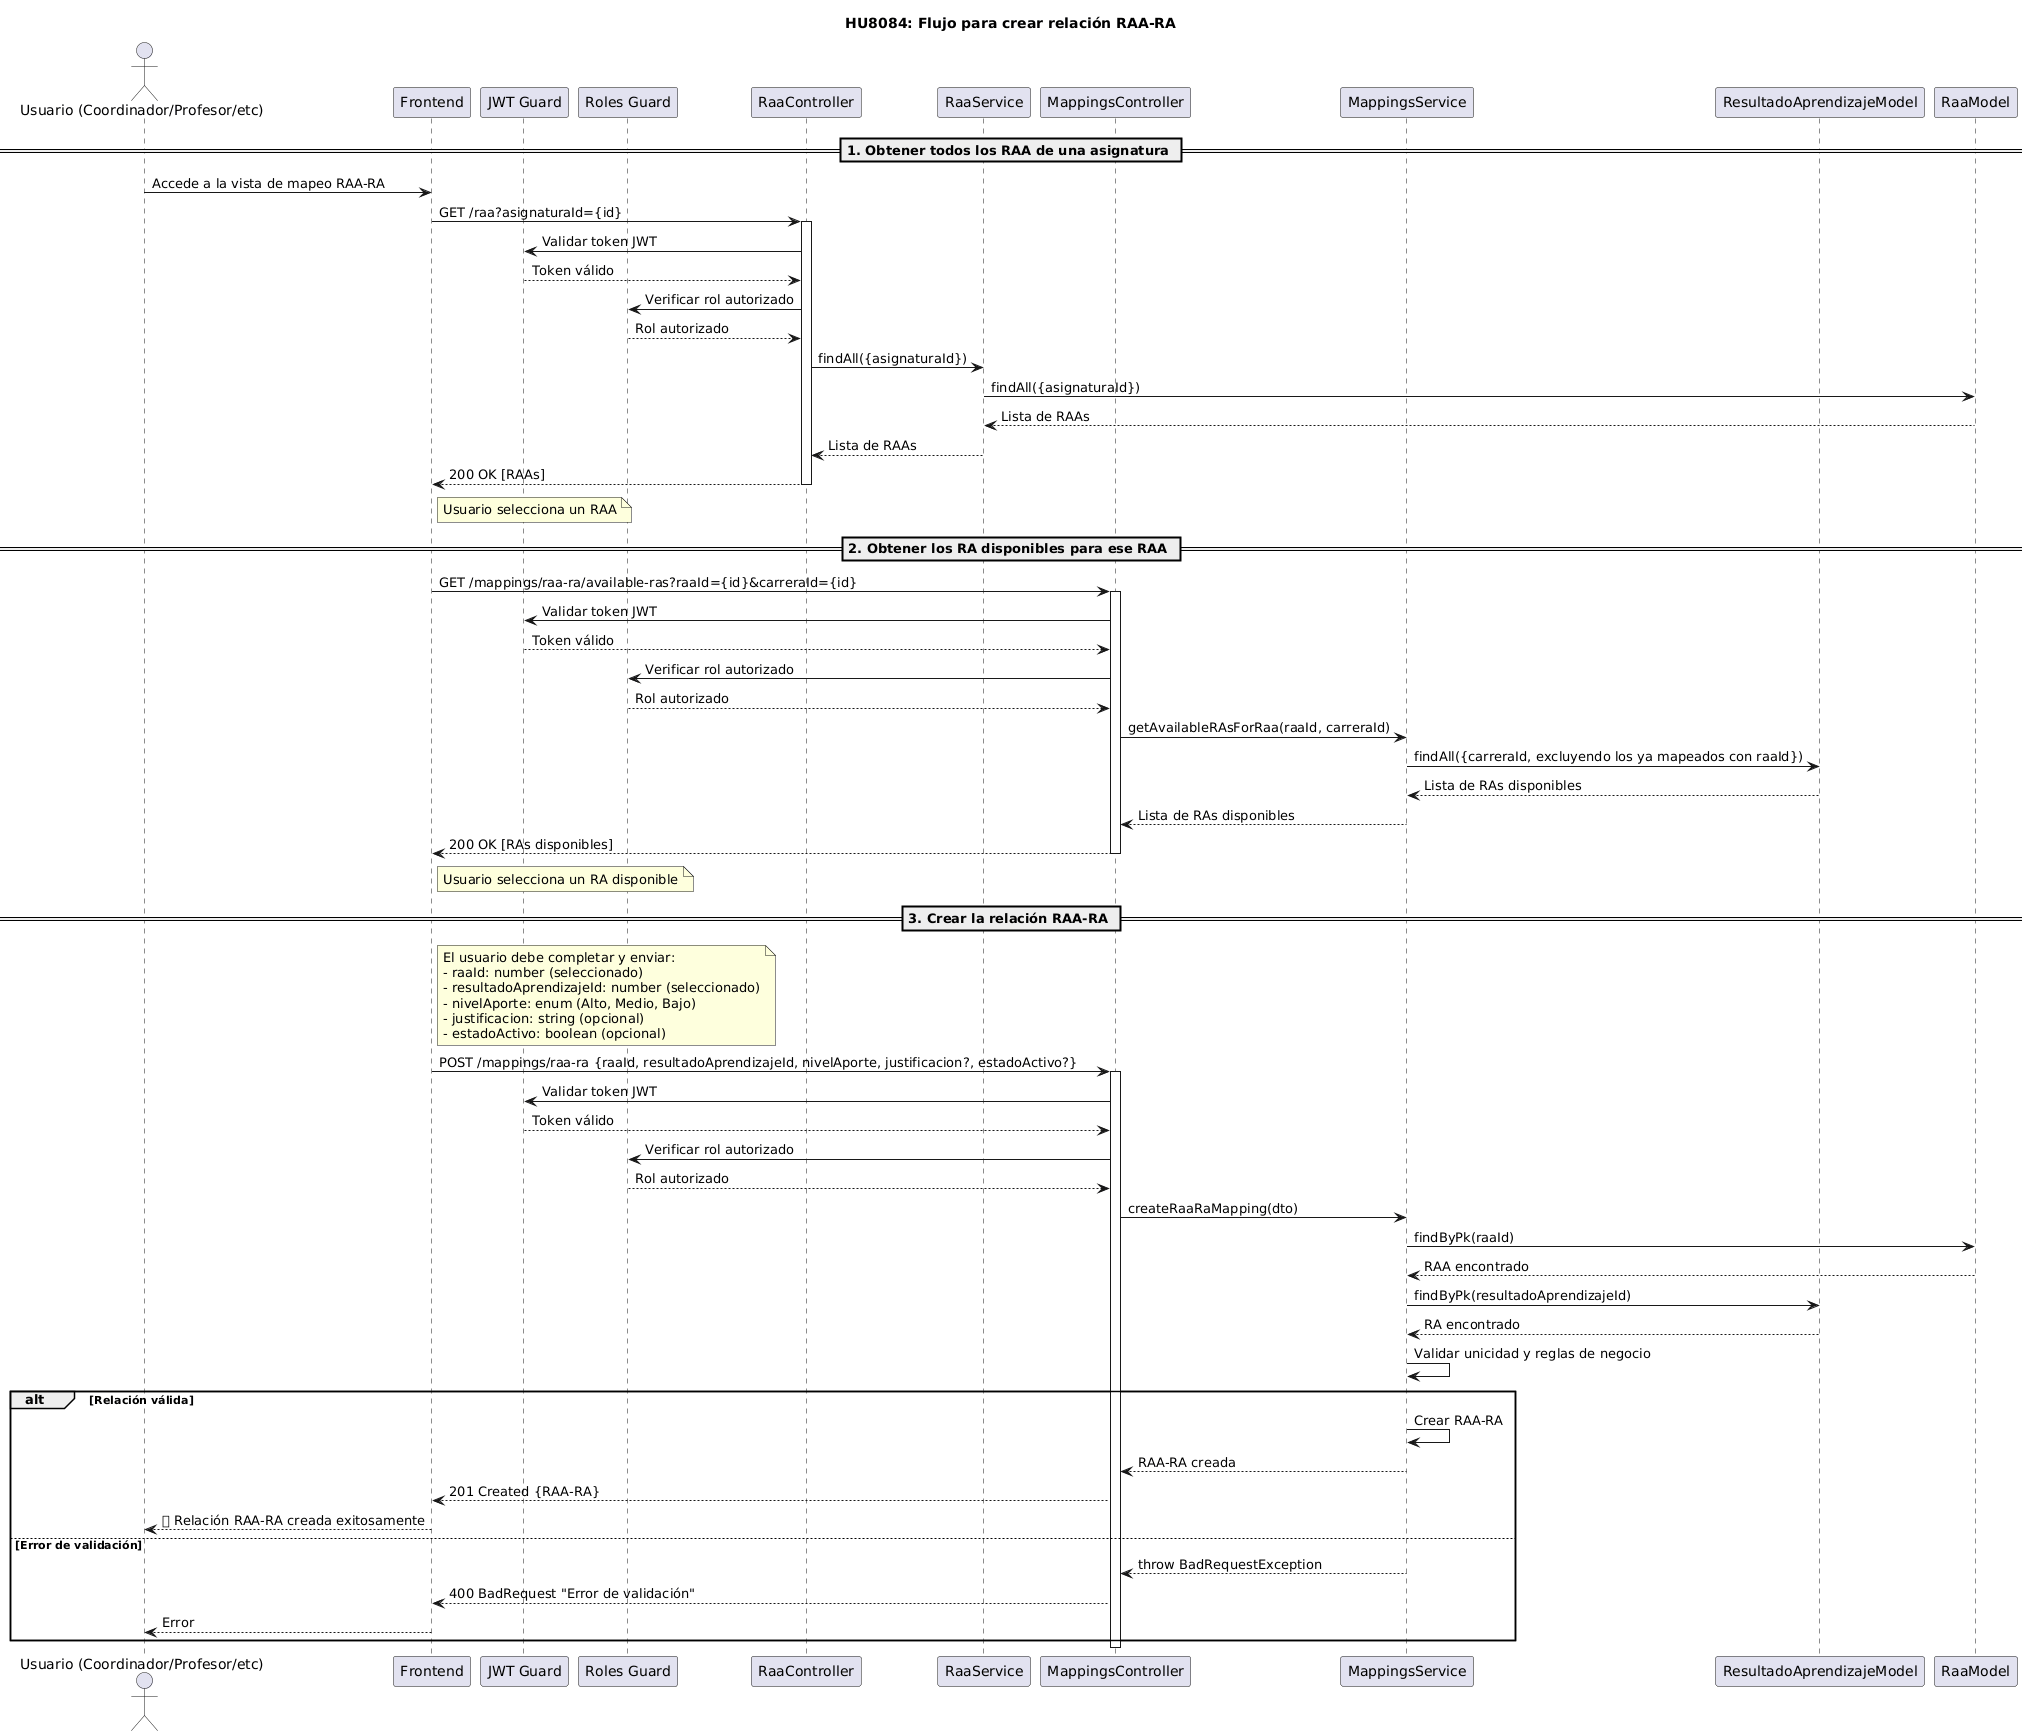 HU8084: Flujo para crear relación RAA-RA
Usuario (Coordinador/Profesor/etc)
Frontend
JWT Guard
Roles Guard
RaaController
RaaService
MappingsController
MappingsService
ResultadoAprendizajeModel
RaaModel
1. Obtener todos los RAA de una asignatura
Accede a la vista de mapeo RAA-RA
GET /raa?asignaturaId={id}
Validar token JWT
Token válido
Verificar rol autorizado
Rol autorizado
findAll({asignaturaId})
findAll({asignaturaId})
Lista de RAAs
Lista de RAAs
200 OK [RAAs]
Usuario selecciona un RAA
2. Obtener los RA disponibles para ese RAA
GET /mappings/raa-ra/available-ras?raaId={id}&carreraId={id}
Validar token JWT
Token válido
Verificar rol autorizado
Rol autorizado
getAvailableRAsForRaa(raaId, carreraId)
findAll({carreraId, excluyendo los ya mapeados con raaId})
Lista de RAs disponibles
Lista de RAs disponibles
200 OK [RAs disponibles]
Usuario selecciona un RA disponible
3. Crear la relación RAA-RA
El usuario debe completar y enviar:
- raaId: number (seleccionado)
- resultadoAprendizajeId: number (seleccionado)
- nivelAporte: enum (Alto, Medio, Bajo)
- justificacion: string (opcional)
- estadoActivo: boolean (opcional)
POST /mappings/raa-ra {raaId, resultadoAprendizajeId, nivelAporte, justificacion?, estadoActivo?}
Validar token JWT
Token válido
Verificar rol autorizado
Rol autorizado
createRaaRaMapping(dto)
findByPk(raaId)
RAA encontrado
findByPk(resultadoAprendizajeId)
RA encontrado
Validar unicidad y reglas de negocio
alt [Relación válida]
Crear RAA-RA
RAA-RA creada
201 Created {RAA-RA}
Relación RAA-RA creada exitosamente
[Error de validación]
throw BadRequestException
400 BadRequest "Error de validación"
Error
Usuario (Coordinador/Profesor/etc)
Frontend
JWT Guard
Roles Guard
RaaController
RaaService
MappingsController
MappingsService
ResultadoAprendizajeModel
RaaModel